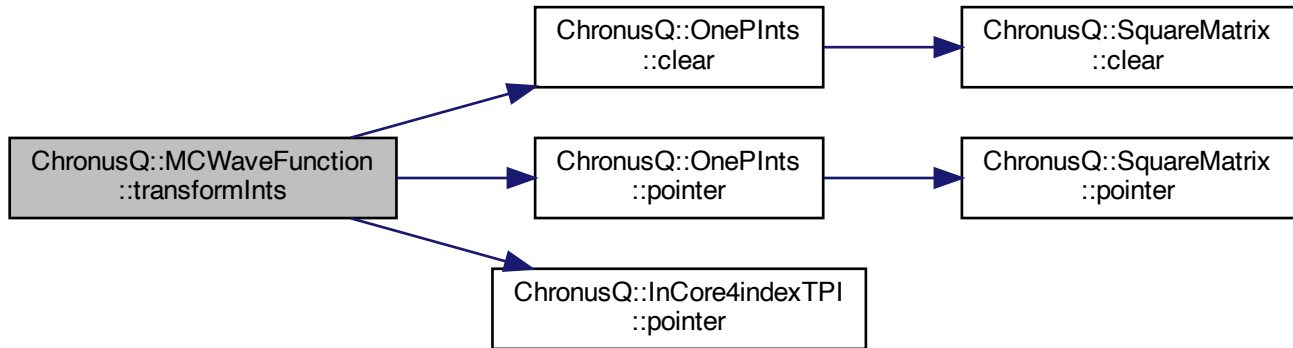 ChronusQ::OnePInts
::clear
ChronusQ::SquareMatrix
::clear
ChronusQ::MCWaveFunction
::transformInts
ChronusQ::OnePInts
::pointer
ChronusQ::SquareMatrix
::pointer
ChronusQ::InCore4indexTPI
::pointer